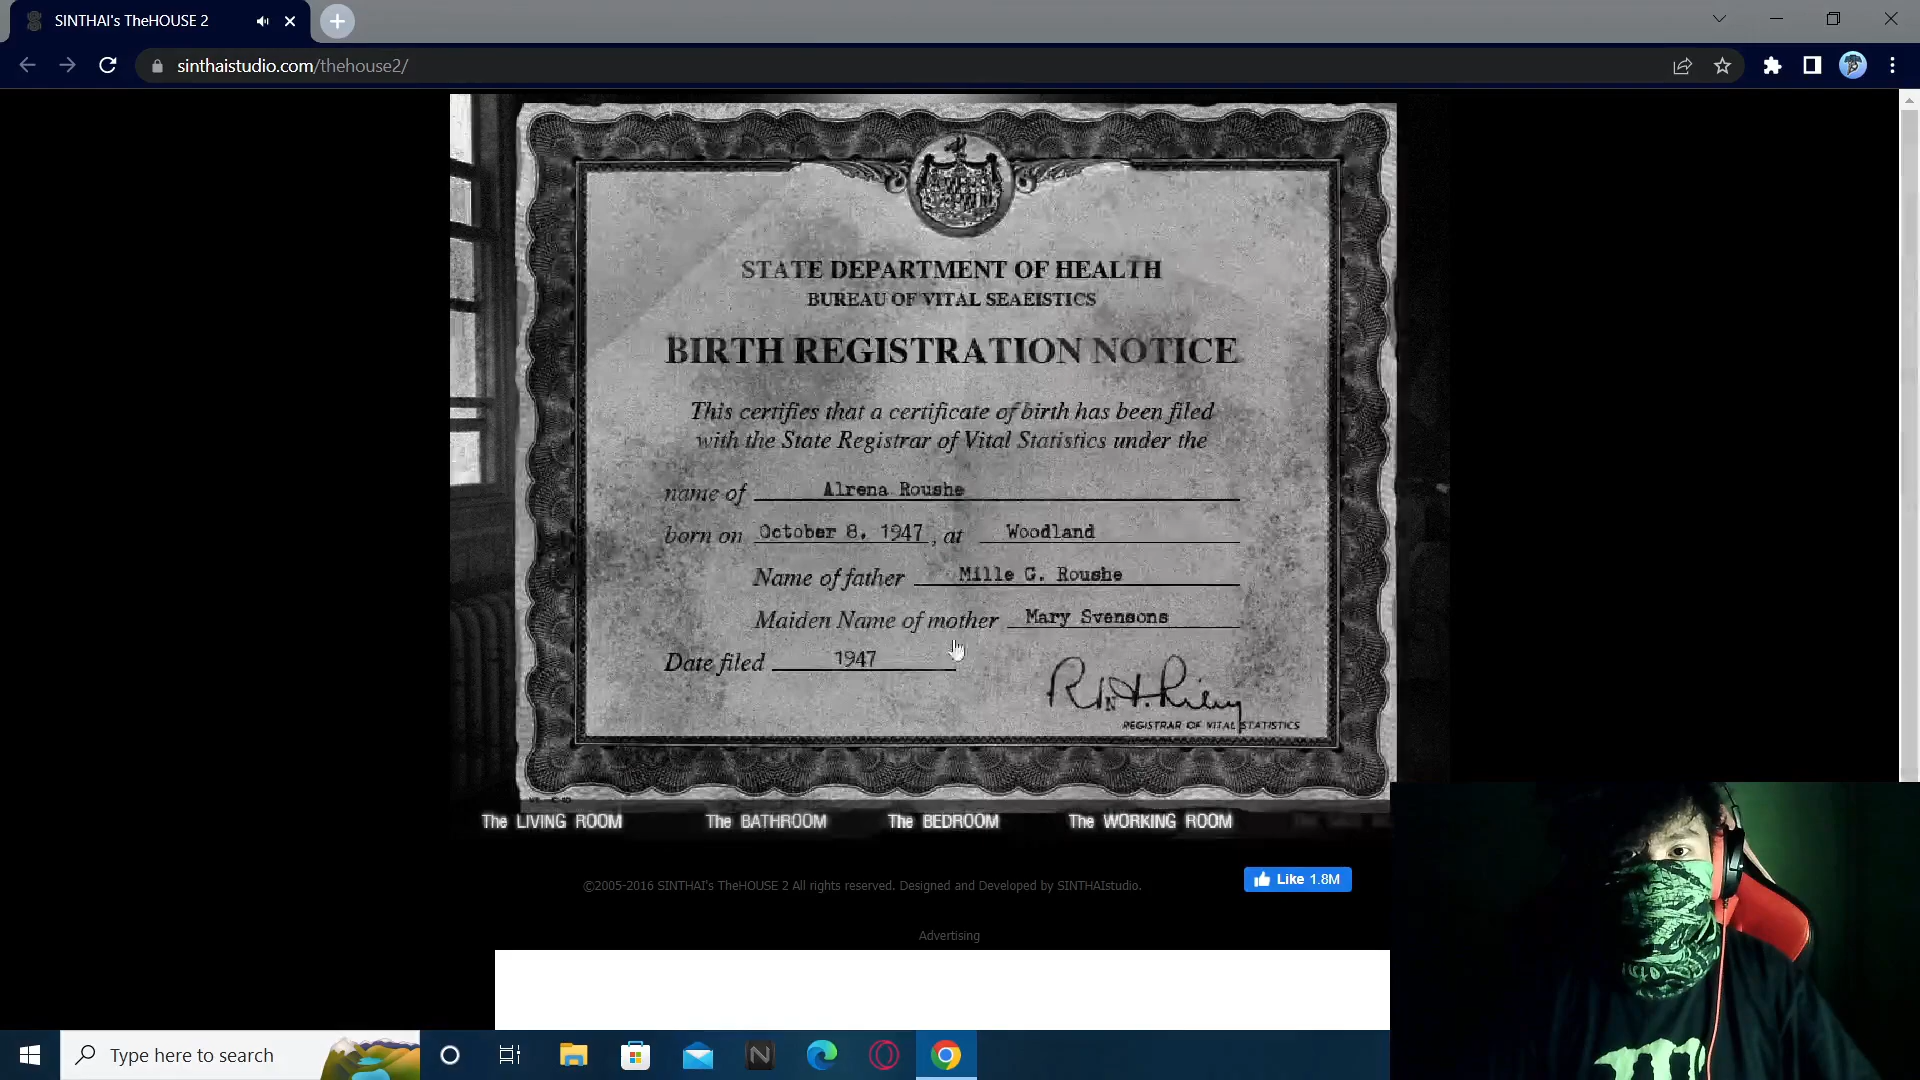 SINTHAI's TheHOUSE 2
sinthaistudio.com/thehouse2/
STATE DEPARTMENT OF HEALTH
BUREAU OF VITAL SEAEISTICS
BIRTH REGISTRATION NOTICE
This certifies that a certificate of birth has been filed
with the State Registrar of Vital Statistics under the
name of Alrena Roushe
born on October 8, 1947, at Woodland
Name of father Mille G. Roushe
Maiden Name of mother Mary Svensons
Date filed 1947
REGISTRAR OF VITAL STATISTICS
The LIVING ROOM The BATHROOM The BEDROOM The WORKING ROOM
©2005-2016 SINTHAI's TheHOUSE 2 All rights reserved. Designed and Developed by SINTHAIstudio.
Like 1.8M
Advertising
Type here to search